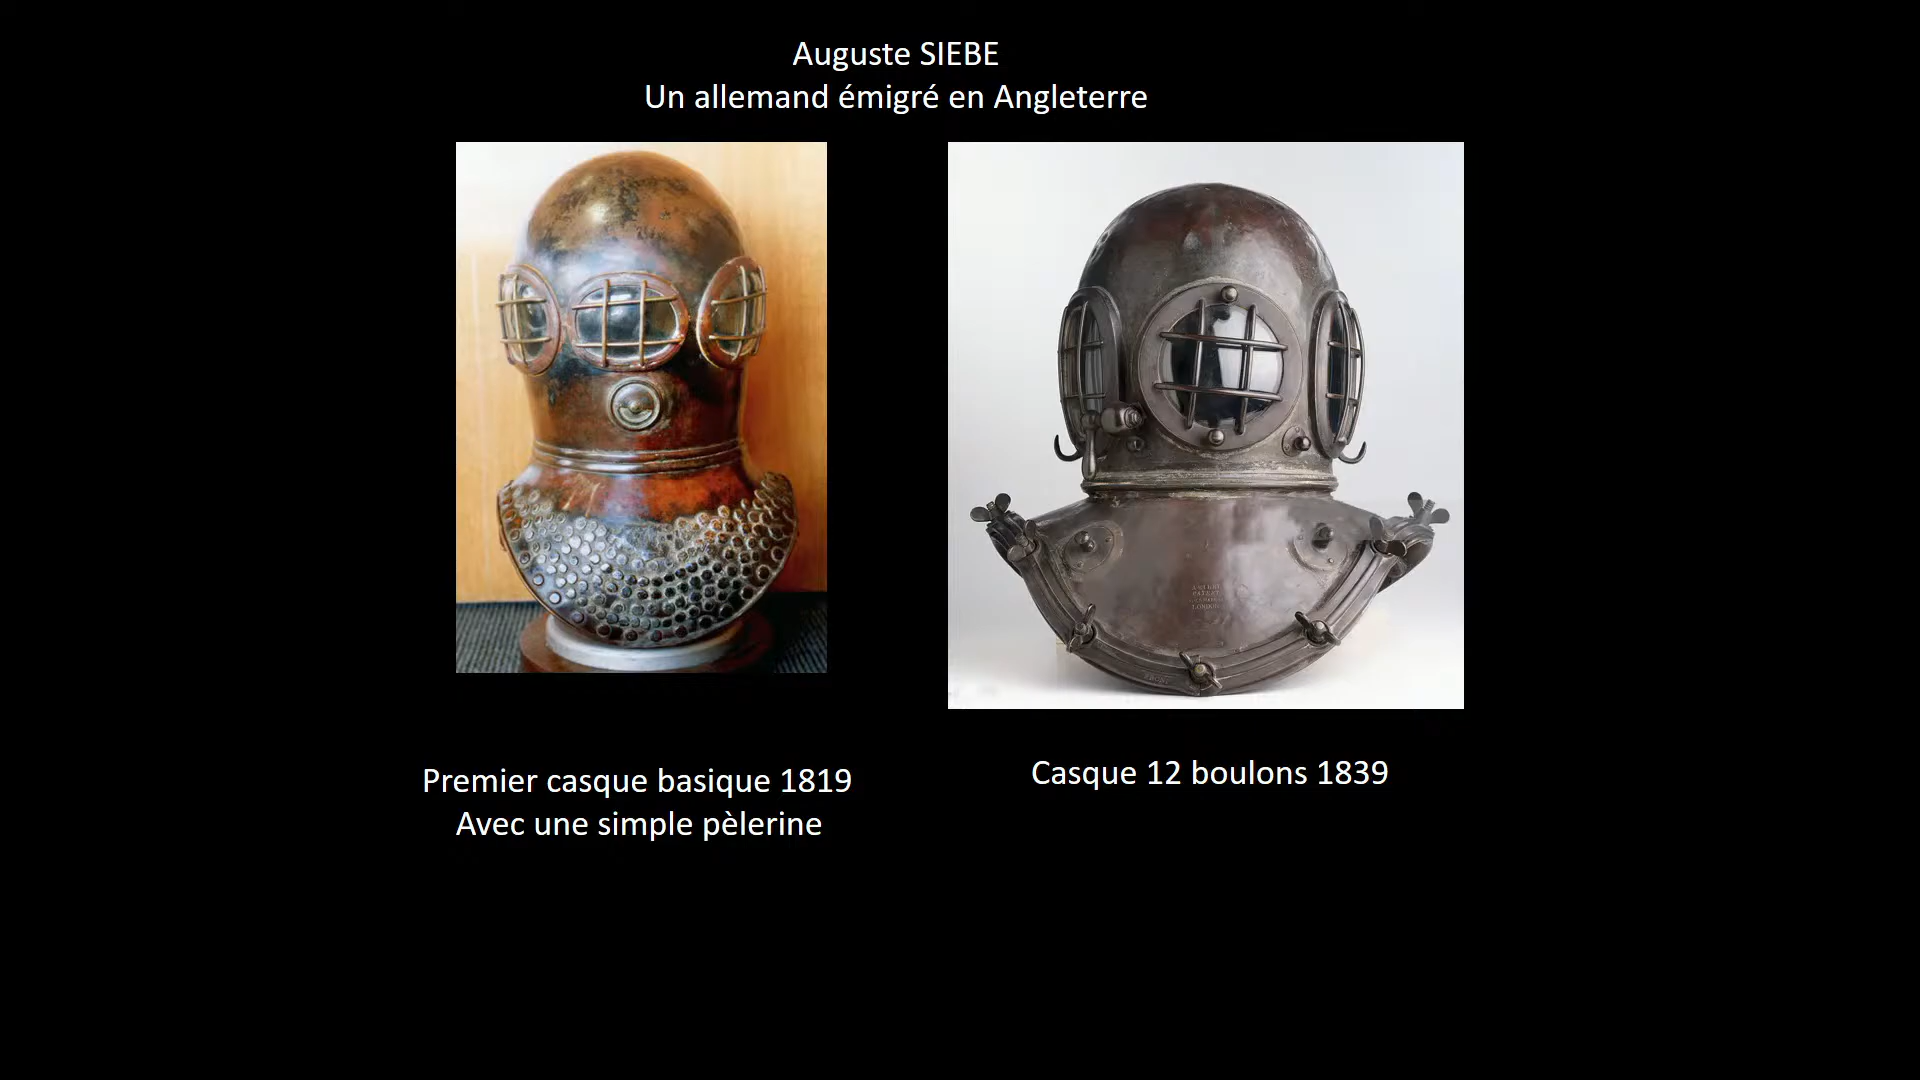 Auguste SIEBE
Un allemand émigré en Angleterre
Premier casque basique 1819
Avec une simple pèlerine
Casque 12 boulons 1839